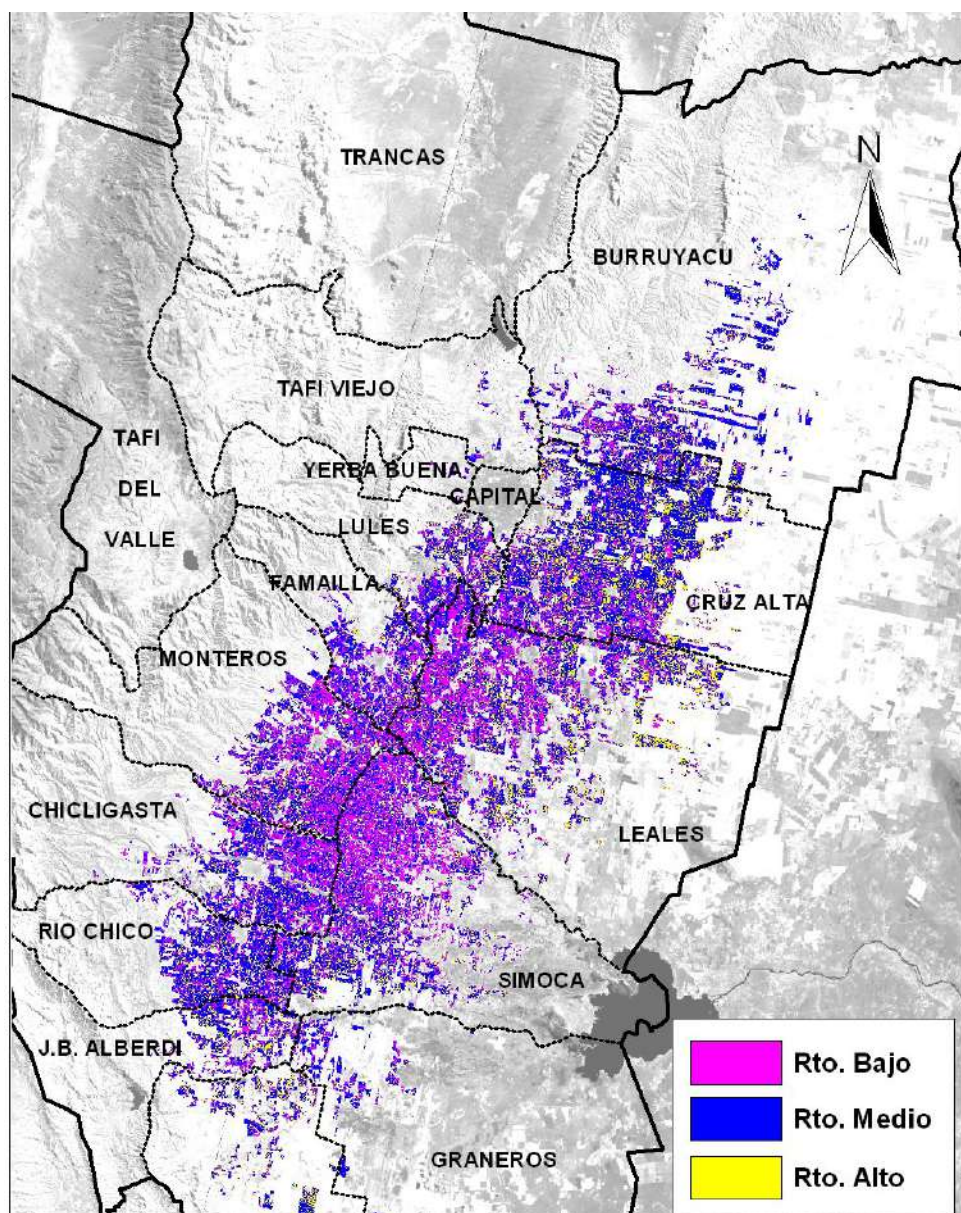 TRANCAS
N
BURRUYACU
TAFI VIEJO
TAFI
DEL
VALLE
YERBA BUENA
CAPITAL
LULES
FAMAILLA
CRUZ ALTA
MONTEROS
CHICLIGASTA
LEALES
RIO CHICO
SIMOCA
J.B. ALBERDI
GRANEROS
Rto. Bajo
Rto. Medio
Rto. Alto